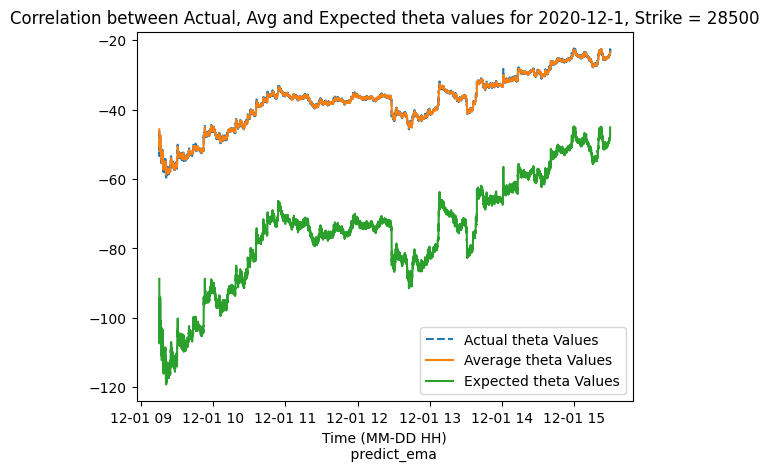 Correlation between Actual, Avg and Expected theta values for 2020-12-1, Strike = 28500
−20
−40
−60
−80
−100
−120
Actual theta Values
Average theta Values
Expected theta Values
12-01 09 12-01 10 12-01 11 12-01 12 12-01 13 12-01 14 12-01 15
Time (MM-DD HH)
predict_ema